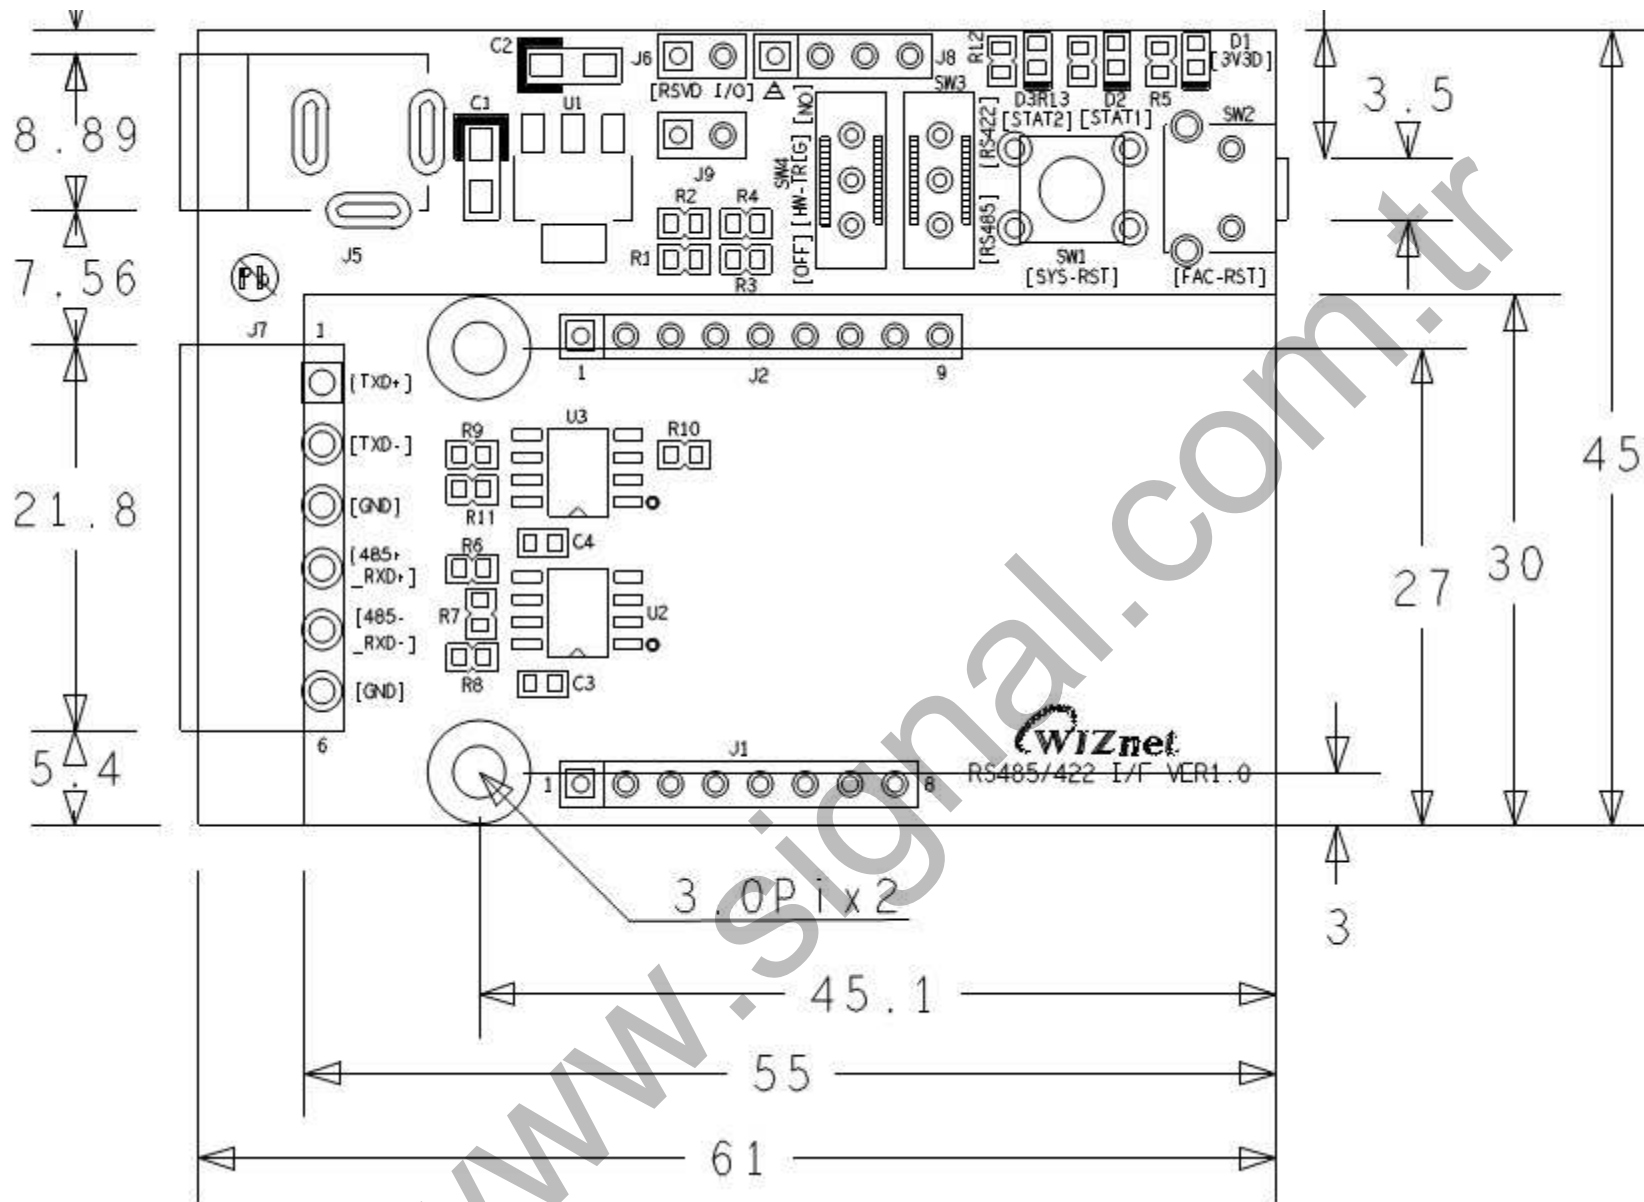 C2
J6
J8
R12
D1
[3V3D]
[RSVD I/O]
SW3
C1
U1
[NO]
D3R13
D2
R5
SW2
[STAT2]
[STAT1]
3.5
8.89
J9
SW4
[HW-TRIG]
[RS422]
R2
R4
[OFF]
[RS485]
R1
R3
J5
SW1
[SYS-RST]
[FAC-RST]
7.56
Pb
J7
1
1
J2
9
[TXD+]
[TXD-]
U3
R9
R10
45
21.8
[GND]
R11
C4
[485+
_RXD+]
R6
27
30
R7
U2
[485-
_RXD-]
R8
C3
[GND]
6
J1
WIZnet
RS485/422 I/F VER1.0
5.4
1
8
3.0Pix2
3
45.1
55
61
www.signal.com.tr